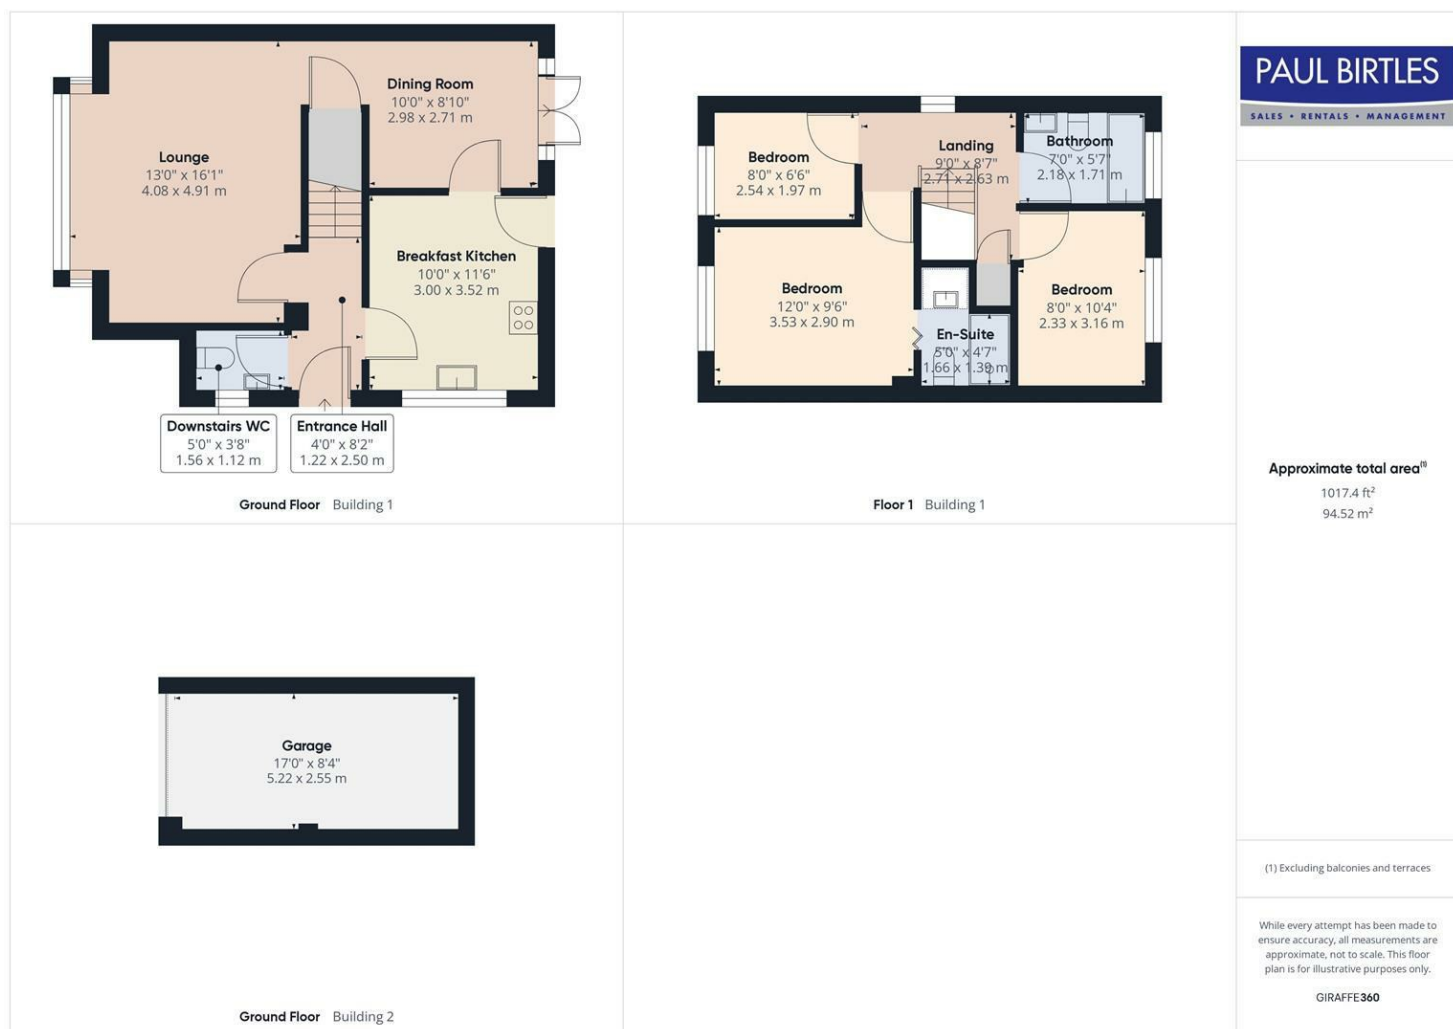 Dining Room
10'0" x 8'10"
2.98 x 2.71 m
Lounge
13'0" x 16'1"
4.08 x 4.91 m
Breakfast Kitchen
10'0" x 11'6"
3.00 x 3.52 m
Downstairs WC
5'0" x 3'8"
1.56 x 1.12 m
Entrance Hall
4'0" x 8'2"
1.22 x 2.50 m
Ground Floor Building 1
Bedroom
8'0" x 6'6"
2.54 x 1.97 m
Landing
9'0" x 8'7"
2.71 x 2.63 m
Bathroom
7'0" x 5'7"
2.18 x 1.71 m
Bedroom
12'0" x 9'6"
3.53 x 2.90 m
En-Suite
5'0" x 4'7"
1.66 x 1.39 m
Bedroom
8'0" x 10'4"
2.33 x 3.16 m
Floor 1 Building 1
Garage
17'0" x 8'4"
5.22 x 2.55 m
Ground Floor Building 2
PAUL BIRTLES
SALES • RENTALS • MANAGEMENT
Approximate total area(1)
1017.4 ft²
94.52 m²
(1) Excluding balconies and terraces
While every attempt has been made to
ensure accuracy, all measurements are
approximate, not to scale. This floor
plan is for illustrative purposes only.
GIRAFFE360